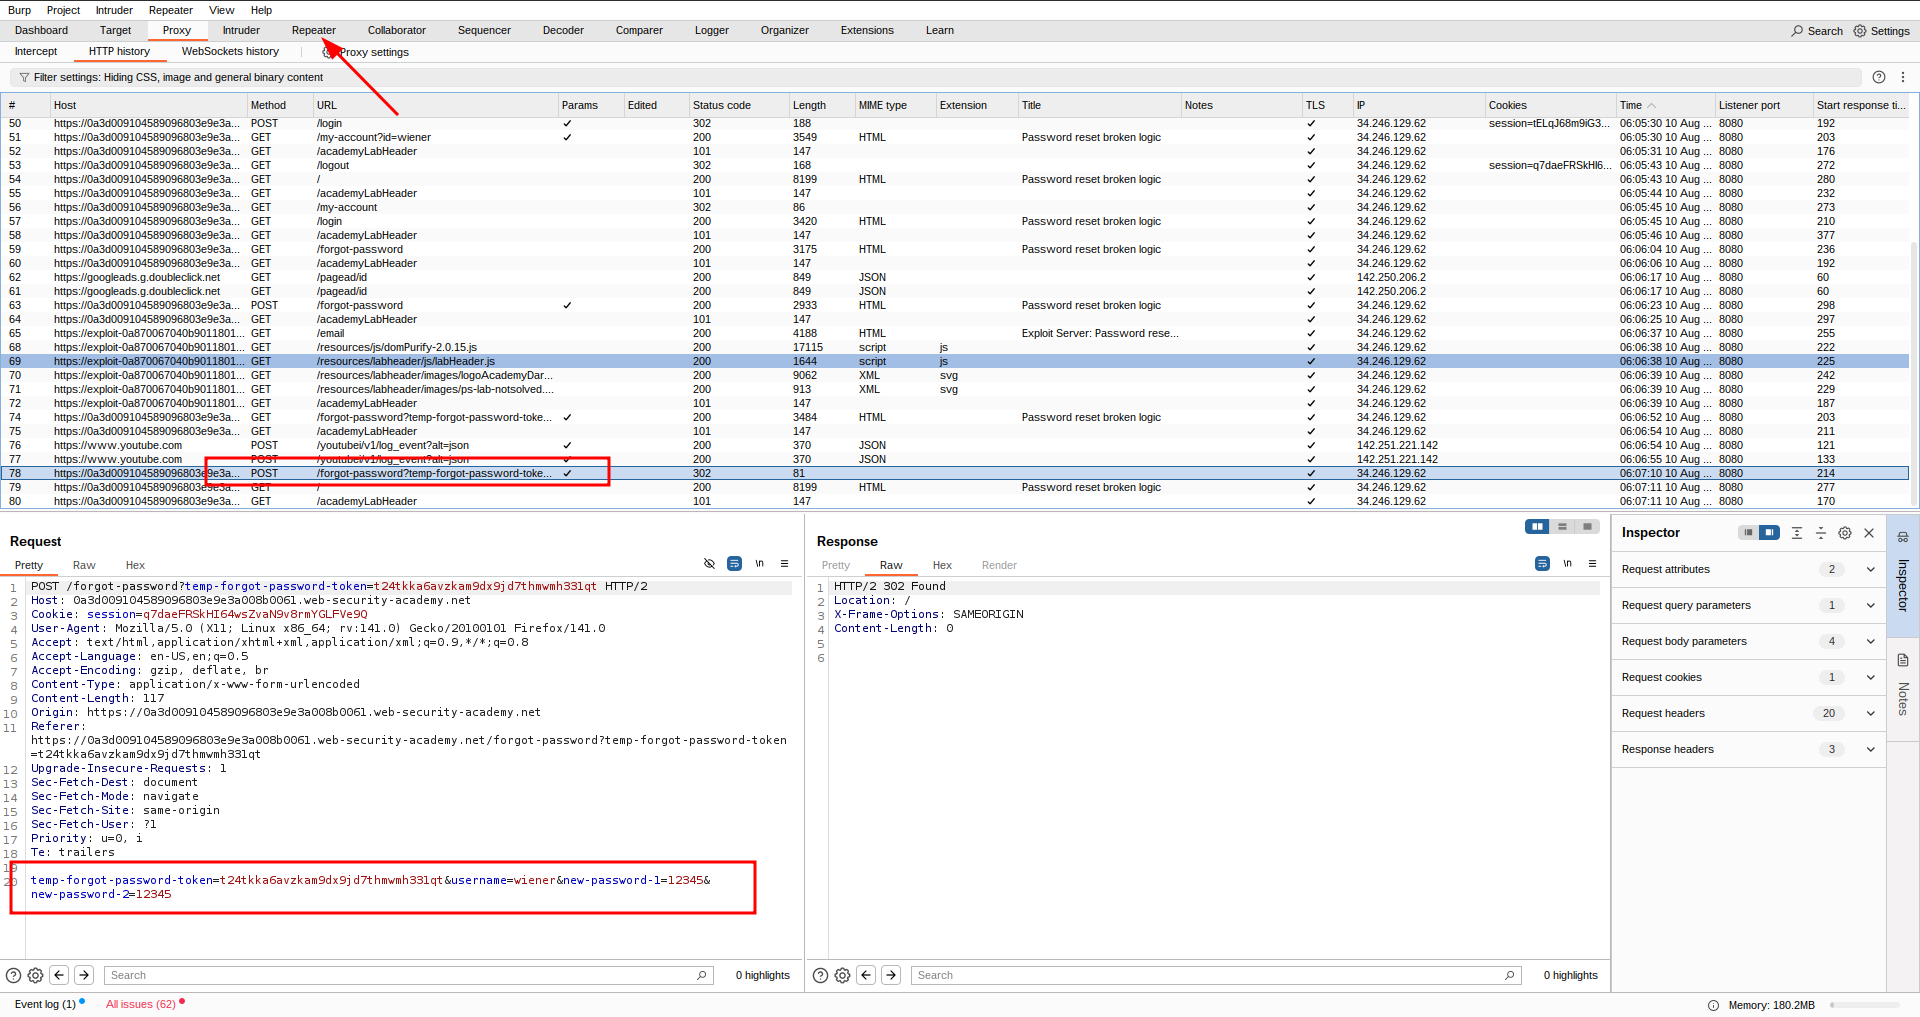 Burp Project Intruder Repeater View Help
Dashboard Target Proxy Intruder Repeater Collaborator Sequencer Decoder Comparer Logger Organizer Extensions Learn Search Settings
Intercept HTTP history WebSockets history Proxy settings
Filter settings: Hiding CSS, image and general binary content
# Host Method URL Params Edited Status code Length MIME type Extension Title Notes TLS IP Cookies Time Listener port Start response ti...
50 https://0a3d009104589096803e9e3a... POST /login ✓ 302 188 ✓ 34.246.129.62 session=tELqJ68m9iG3... 06:05:30 10 Aug ... 8080 192
51 https://0a3d009104589096803e9e3a... GET /my-account?id=wiener ✓ 200 3549 HTML Password reset broken logic ✓ 34.246.129.62 06:05:30 10 Aug ... 8080 203
52 https://0a3d009104589096803e9e3a... GET /academyLabHeader 101 147 ✓ 34.246.129.62 06:05:31 10 Aug ... 8080 176
53 https://0a3d009104589096803e9e3a... GET /logout 302 168 ✓ 34.246.129.62 session=q7daeFRSkHI6... 06:05:43 10 Aug ... 8080 272
54 https://0a3d009104589096803e9e3a... GET / 200 8199 HTML Password reset broken logic ✓ 34.246.129.62 06:05:43 10 Aug ... 8080 280
55 https://0a3d009104589096803e9e3a... GET /academyLabHeader 101 147 ✓ 34.246.129.62 06:05:44 10 Aug ... 8080 232
56 https://0a3d009104589096803e9e3a... GET /my-account 302 86 ✓ 34.246.129.62 06:05:45 10 Aug ... 8080 273
57 https://0a3d009104589096803e9e3a... GET /login 200 3420 HTML Password reset broken logic ✓ 34.246.129.62 06:05:45 10 Aug ... 8080 210
58 https://0a3d009104589096803e9e3a... GET /academyLabHeader 101 147 ✓ 34.246.129.62 06:05:46 10 Aug ... 8080 377
59 https://0a3d009104589096803e9e3a... GET /forgot-password 200 3175 HTML Password reset broken logic ✓ 34.246.129.62 06:06:04 10 Aug ... 8080 236
60 https://0a3d009104589096803e9e3a... GET /academyLabHeader 101 147 ✓ 34.246.129.62 06:06:06 10 Aug ... 8080 192
62 https://googleads.g.doubleclick.net GET /pagead/id 200 849 JSON ✓ 142.250.206.2 06:06:17 10 Aug ... 8080 60
61 https://googleads.g.doubleclick.net GET /pagead/id 200 849 JSON ✓ 142.250.206.2 06:06:17 10 Aug ... 8080 60
63 https://0a3d009104589096803e9e3a... POST /forgot-password ✓ 200 2933 HTML Password reset broken logic ✓ 34.246.129.62 06:06:23 10 Aug ... 8080 298
64 https://0a3d009104589096803e9e3a... GET /academyLabHeader 101 147 ✓ 34.246.129.62 06:06:25 10 Aug ... 8080 297
65 https://exploit-0a870067040b9011801... GET /email 200 4188 HTML Exploit Server: Password rese... ✓ 34.246.129.62 06:06:37 10 Aug ... 8080 255
68 https://exploit-0a870067040b9011801... GET /resources/js/domPurify-2.0.15.js 200 17115 script js ✓ 34.246.129.62 06:06:38 10 Aug ... 8080 222
69 https://exploit-0a870067040b9011801... GET /resources/labheader/js/labHeader.js 200 1644 script js ✓ 34.246.129.62 06:06:38 10 Aug ... 8080 225
70 https://exploit-0a870067040b9011801... GET /resources/labheader/images/logoAcademyDar... 200 9062 XML svg ✓ 34.246.129.62 06:06:39 10 Aug ... 8080 242
71 https://exploit-0a870067040b9011801... GET /resources/labheader/images/ps-lab-notsolved.... 200 913 XML svg ✓ 34.246.129.62 06:06:39 10 Aug ... 8080 229
72 https://exploit-0a870067040b9011801... GET /academyLabHeader 101 147 ✓ 34.246.129.62 06:06:39 10 Aug ... 8080 187
74 https://0a3d009104589096803e9e3a... GET /forgot-password?temp-forgot-password-toke... ✓ 200 3484 HTML Password reset broken logic ✓ 34.246.129.62 06:06:52 10 Aug ... 8080 203
75 https://0a3d009104589096803e9e3a... GET /academyLabHeader 101 147 ✓ 34.246.129.62 06:06:54 10 Aug ... 8080 211
76 https://www.youtube.com POST /youtubei/v1/log_event?alt=json ✓ 200 370 JSON ✓ 142.251.221.142 06:06:54 10 Aug ... 8080 121
77 https://www.youtube.com POST /youtubei/v1/log_event?alt=json ✓ 200 370 JSON ✓ 142.251.221.142 06:06:55 10 Aug ... 8080 133
78 https://0a3d009104589096803e9e3a... POST /forgot-password?temp-forgot-password-toke... ✓ 302 81 ✓ 34.246.129.62 06:07:10 10 Aug ... 8080 214
79 https://0a3d009104589096803e9e3a... GET / 200 8199 HTML Password reset broken logic ✓ 34.246.129.62 06:07:11 10 Aug ... 8080 277
80 https://0a3d009104589096803e9e3a... GET /academyLabHeader 101 147 ✓ 34.246.129.62 06:07:11 10 Aug ... 8080 170
Request
Pretty Raw Hex \n
1 POST /forgot-password?temp-forgot-password-token=t24tkka6avzkam9dx9jd7thmwmh331qt HTTP/2
2 Host: 0a3d009104589096803e9e3a008b0061.web-security-academy.net
3 Cookie: session=q7daeFRSkHI64wsZvaN9v8rmYGLFVe9Q
4 User-Agent: Mozilla/5.0 (X11; Linux x86_64; rv:141.0) Gecko/20100101 Firefox/141.0
5 Accept: text/html,application/xhtml+xml,application/xml;q=0.9,*/*;q=0.8
6 Accept-Language: en-US,en;q=0.5
7 Accept-Encoding: gzip, deflate, br
8 Content-Type: application/x-www-form-urlencoded
9 Content-Length: 117
10 Origin: https://0a3d009104589096803e9e3a008b0061.web-security-academy.net
11 Referer:
https://0a3d009104589096803e9e3a008b0061.web-security-academy.net/forgot-password?temp-forgot-password-token
=t24tkka6avzkam9dx9jd7thmwmh331qt
12 Upgrade-Insecure-Requests: 1
13 Sec-Fetch-Dest: document
14 Sec-Fetch-Mode: navigate
15 Sec-Fetch-Site: same-origin
16 Sec-Fetch-User: ?1
17 Priority: u=0, i
18 Te: trailers
19
20 temp-forgot-password-token=t24tkka6avzkam9dx9jd7thmwmh331qt&username=wiener&new-password-1=12345&
new-password-2=12345
Search 0 highlights
Response
Pretty Raw Hex Render \n
1 HTTP/2 302 Found
2 Location: /
3 X-Frame-Options: SAMEORIGIN
4 Content-Length: 0
5
6
Search 0 highlights
Inspector
Request attributes 2
Request query parameters 1
Request body parameters 4
Request cookies 1
Request headers 20
Response headers 3
Inspector
Notes
Event log (1) All issues (62) Memory: 180.2MB